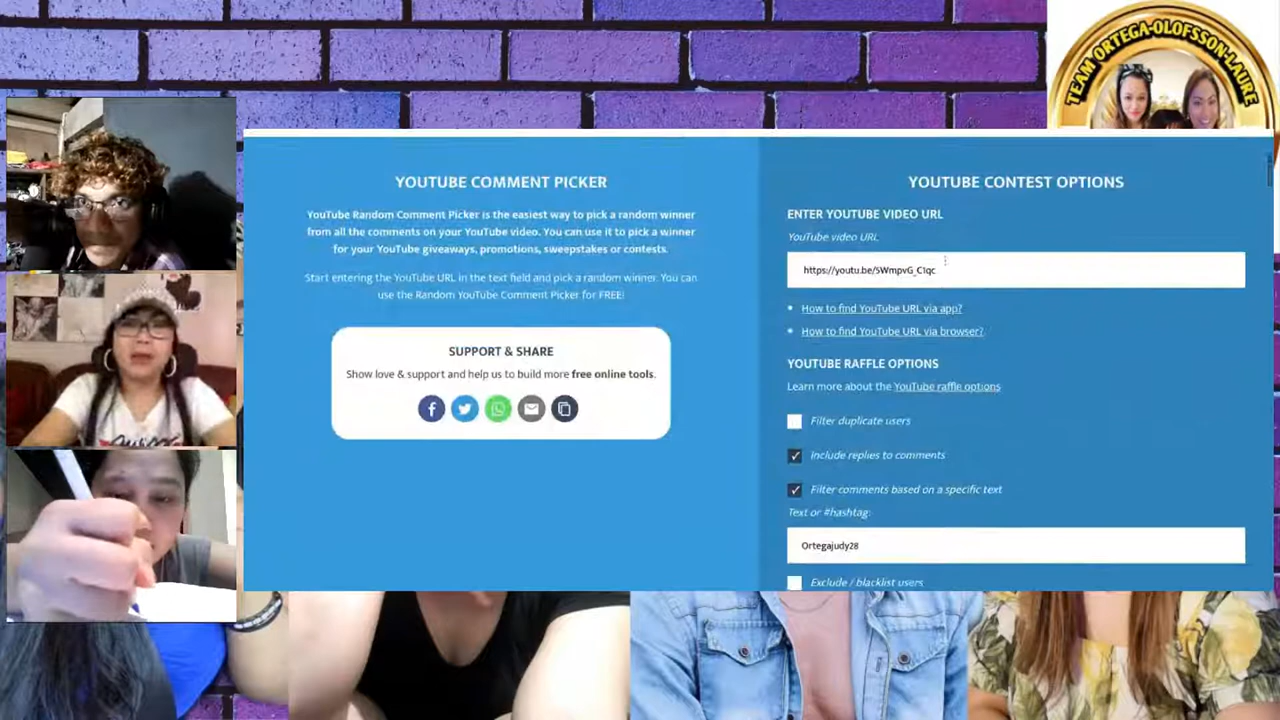 TEAM ORTEGA-OLOFSSON-LAURE
YOUTUBE COMMENT PICKER
YouTube Random Comment Picker is the easiest way to pick a random winner
from all the comments on your YouTube video. You can use it to pick a winner
for your YouTube giveaways, promotions, sweepstakes or contests.
Start entering the YouTube URL in the text field and pick a random winner. You can
use the Random YouTube Comment Picker for FREE!
SUPPORT & SHARE
Show love & support and help us to build more free online tools.
YOUTUBE CONTEST OPTIONS
ENTER YOUTUBE VIDEO URL
YouTube video URL
https://youtu.be/5WmpvG_C1qc
How to find YouTube URL via app?
How to find YouTube URL via browser?
YOUTUBE RAFFLE OPTIONS
Learn more about the YouTube raffle options
Filter duplicate users
Include replies to comments
Filter comments based on a specific text
Text or #hashtag:
Ortegajudy28
Exclude / blacklist users